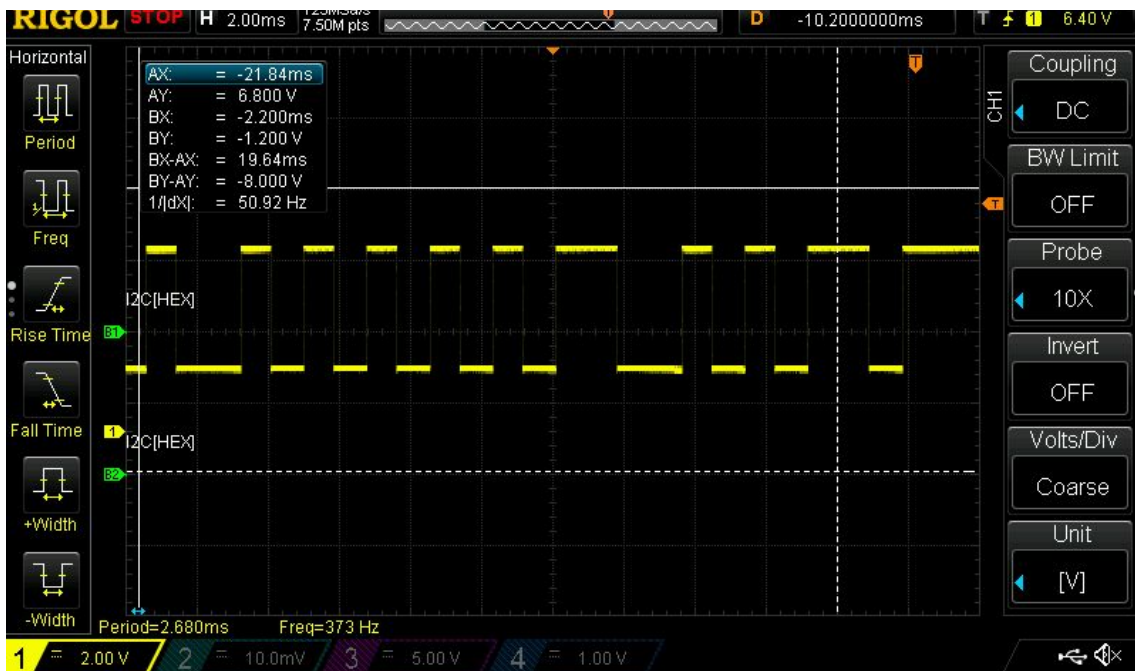 RIGOL STOP H 2.00ms 125MSa/s 7.50M pts D -10.2000000ms T 1 6.40 V
Horizontal
Period
Freq
Rise Time
Fall Time
+Width
-Width
AX: = -21.84ms
AY: = 6.800 V
BX: = -2.200ms
BY: = -1.200 V
BX-AX: = 19.64ms
BY-AY: = -8.000 V
1/|dX|: = 50.92 Hz
T
T
I2C[HEX]
B1
1
I2C[HEX]
B2
CH1
Coupling
DC
BW Limit
OFF
Probe
10X
Invert
OFF
Volts/Div
Coarse
Unit
[V]
Period=2.680ms Freq=373 Hz
1 = 2.00 V 2 = 10.0mV 3 = 5.00 V 4 = 1.00 V